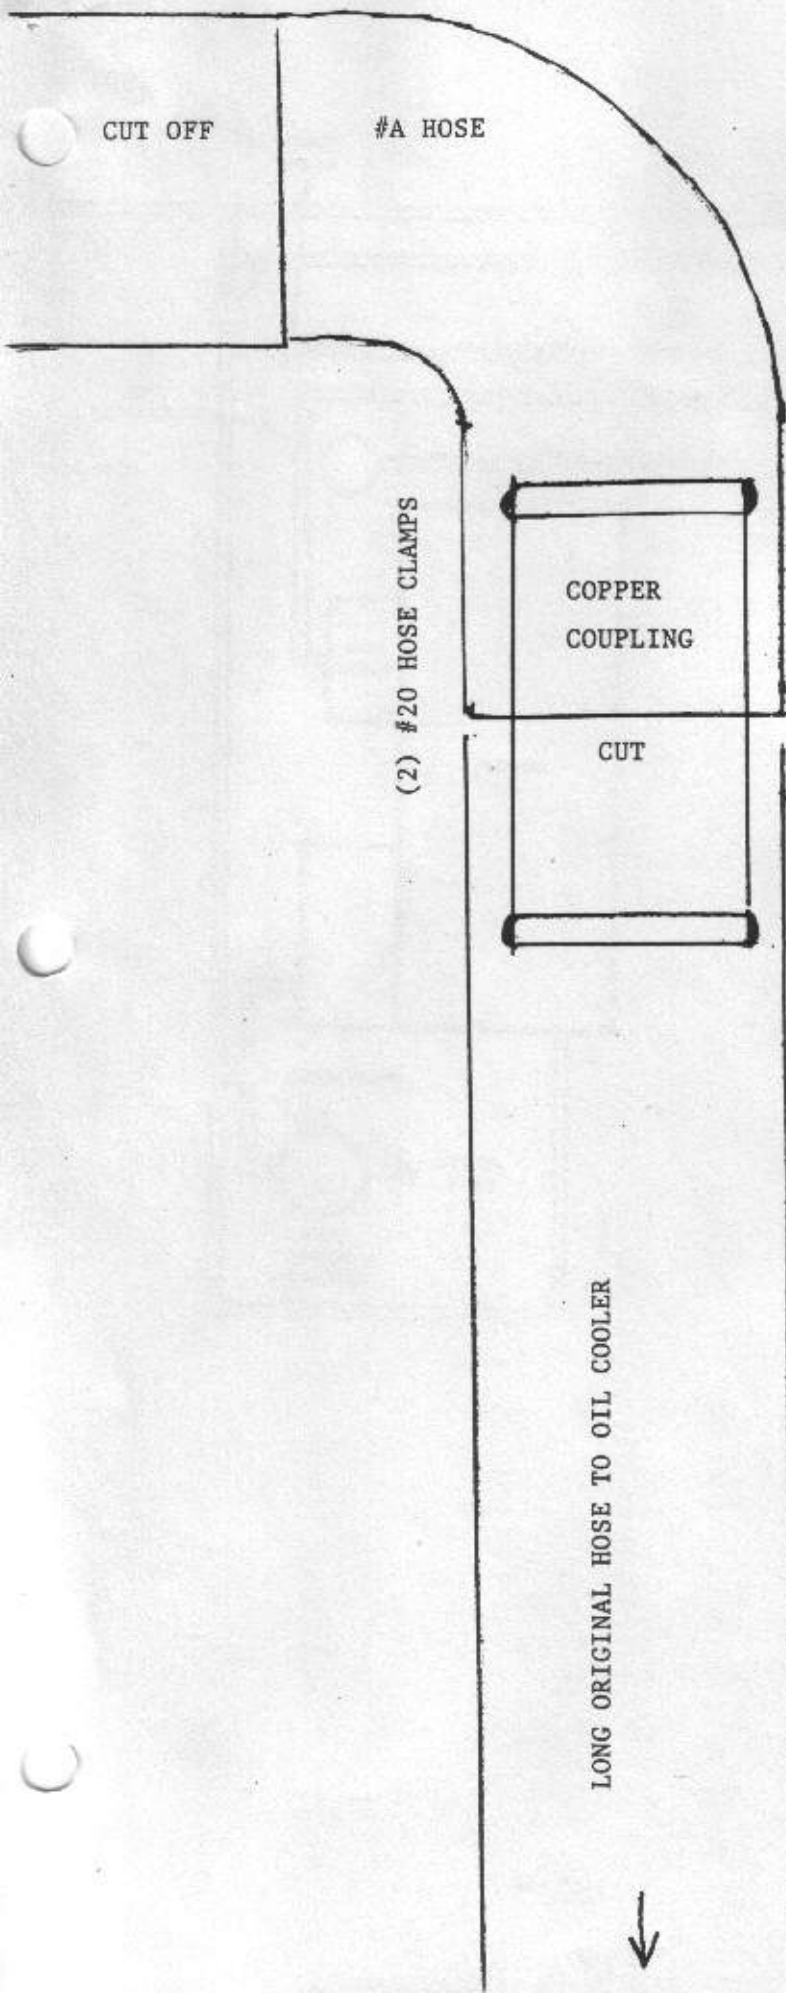 CUT OFF
#A HOSE
(2) #20 HOSE CLAMPS
COPPER
COUPLING
CUT
LONG ORIGINAL HOSE TO OIL COOLER